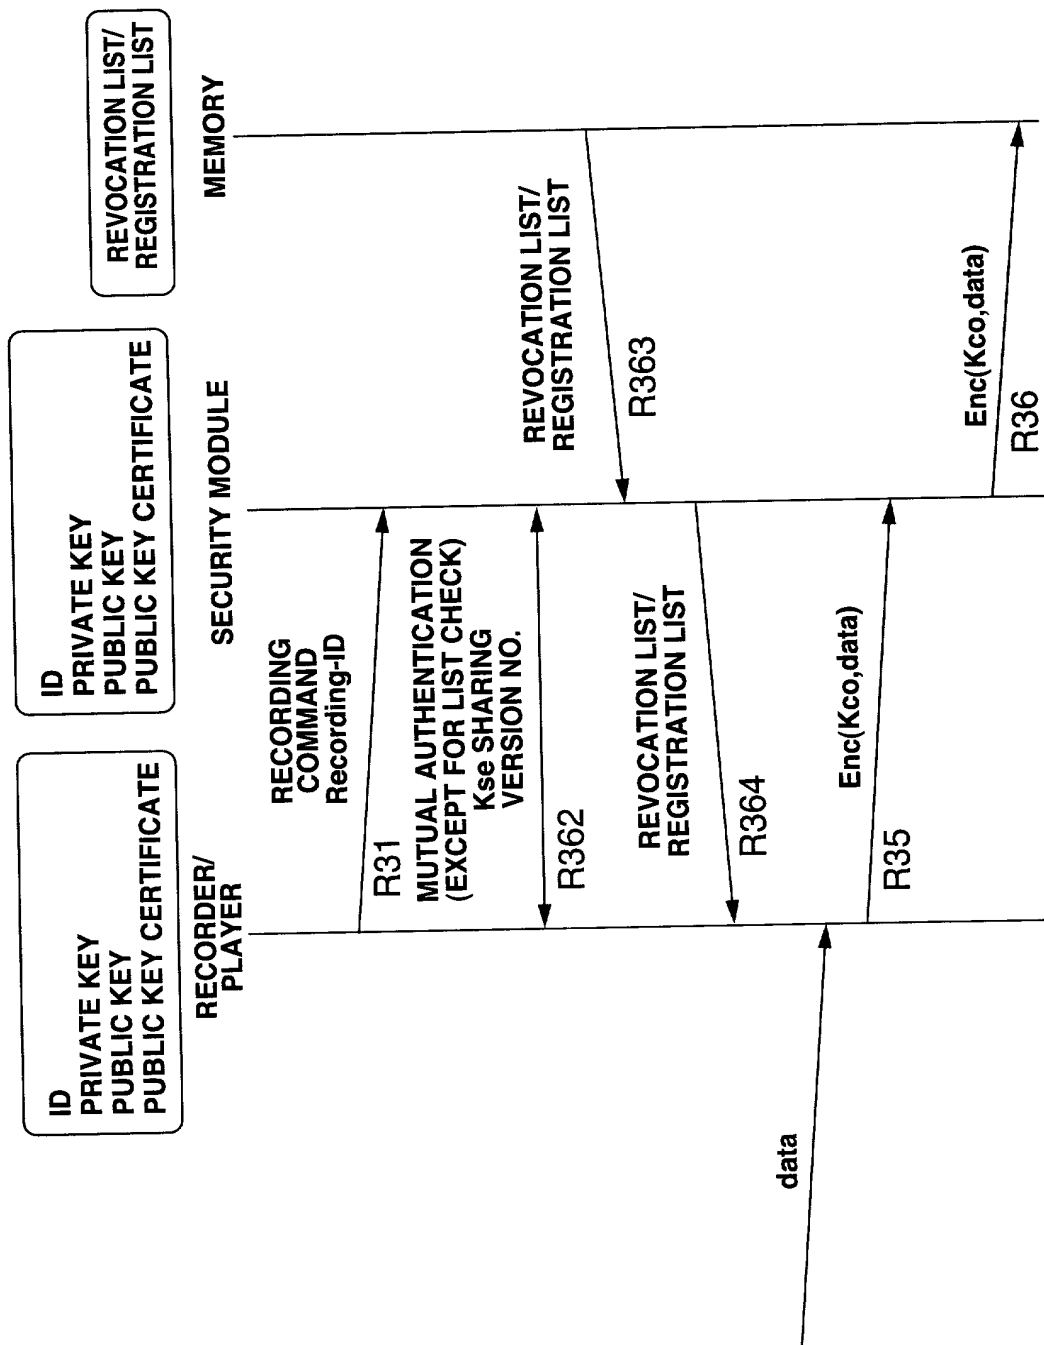 ID
PRIVATE KEY
PUBLIC KEY
PUBLIC KEY CERTIFICATE
RECORDER/
PLAYER
ID
PRIVATE KEY
PUBLIC KEY
PUBLIC KEY CERTIFICATE
SECURITY MODULE
REVOCATION LIST/
REGISTRATION LIST
MEMORY
RECORDING
COMMAND
Recording-ID
R31
MUTUAL AUTHENTICATION
(EXCEPT FOR LIST CHECK)
Kse SHARING
VERSION NO.
R362
REVOCATION LIST/
REGISTRATION LIST
R363
REVOCATION LIST/
REGISTRATION LIST
R364
data
Enc(Kco,data)
R35
Enc(Kco,data)
R36